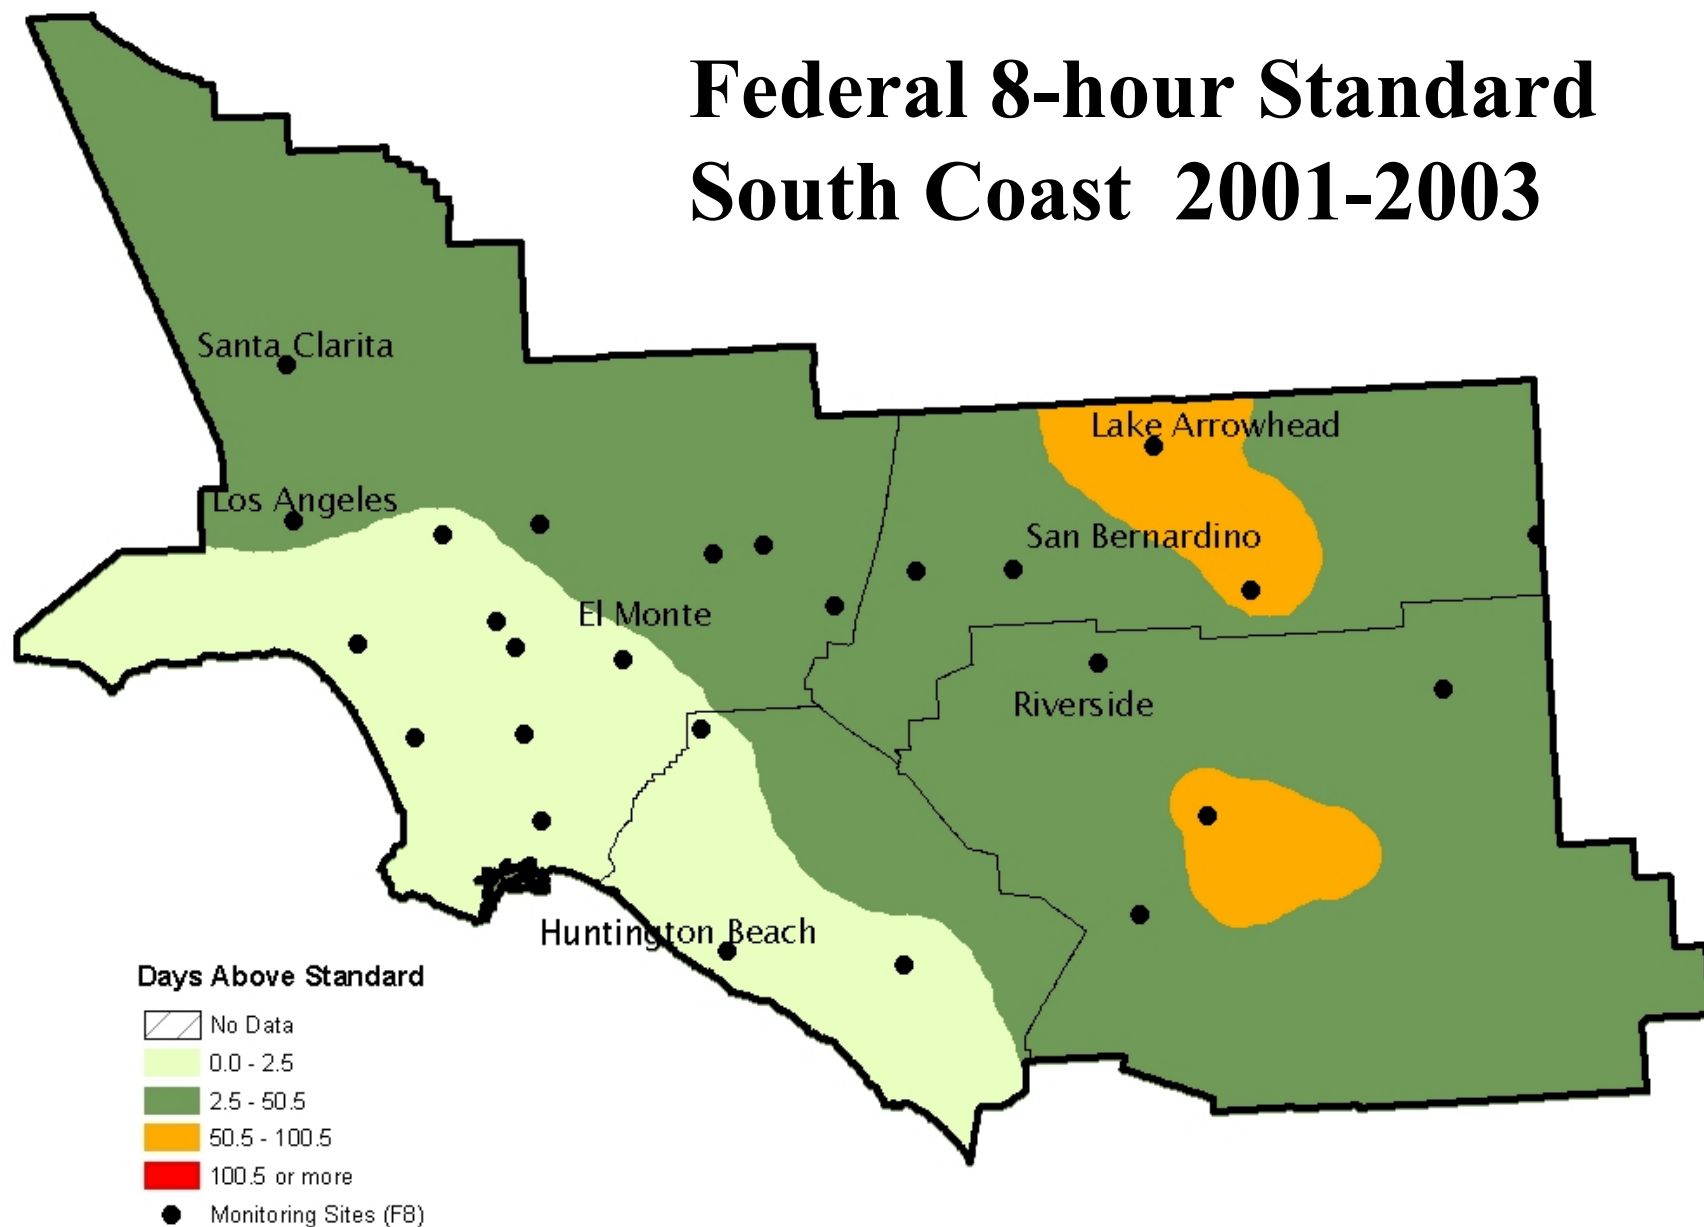 Federal 8-hour Standard
South Coast 2001-2003
Santa Clarita
Lake Arrowhead
Los Angeles
San Bernardino
El Monte
Riverside
Huntington Beach
Days Above Standard
No Data
0.0 - 2.5
2.5 - 50.5
50.5 - 100.5
100.5 or more
Monitoring Sites (F8)